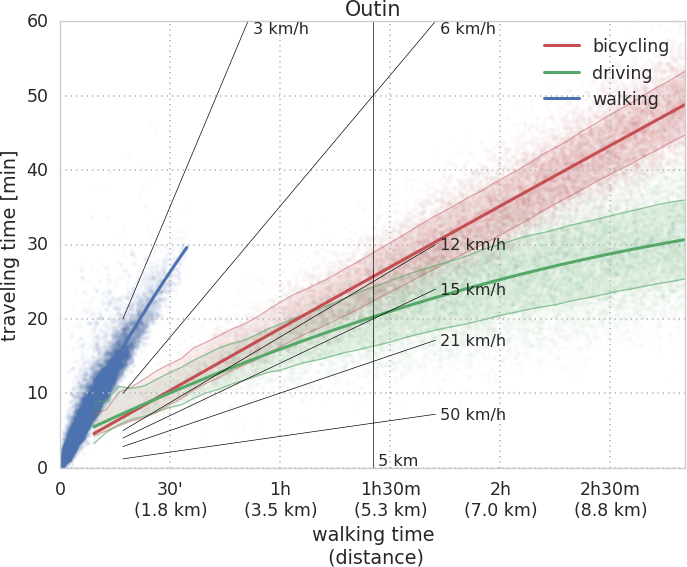 Outin
60
3 km/h
6 km/h
bicycling
driving
walking
50
40
30
12 km/h
15 km/h
20
21 km/h
10
50 km/h
5 km
0
traveling time [min]
0 30' 1h 1h30m 2h 2h30m
(1.8 km) (3.5 km) (5.3 km) (7.0 km) (8.8 km)
walking time
(distance)